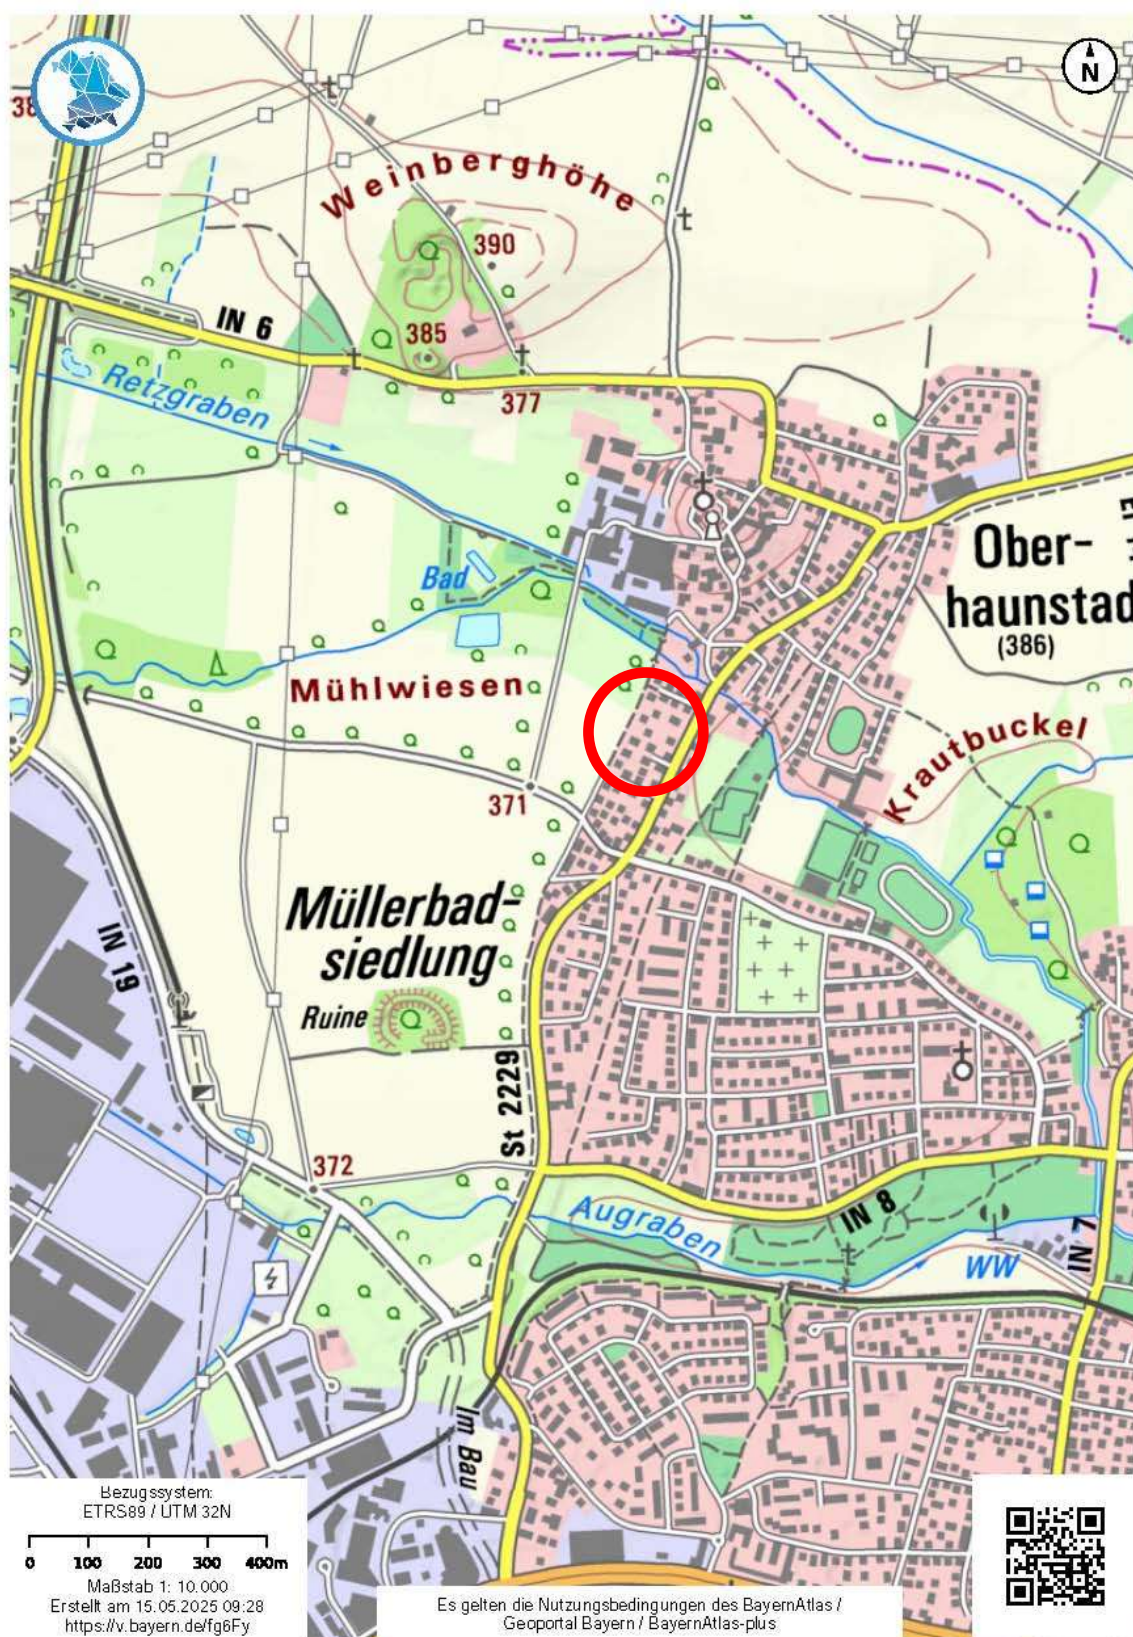 N
Weinberghöhe
390
IN 6
385
Retzgraben
377
Ober-
haunstad
(386)
Bad
Mühlwiesen
Krautbuckel
371
Müllerbad-
siedlung
IN 19
Ruine
St 2229
372
Augraben
IN 8
WW
IN 7
Im Bau
Bezugssystem:
ETRS89 / UTM 32N
0 100 200 300 400m
Maßstab 1: 10.000
Erstellt am 15.05.2025 09:28
https://v.bayern.de/fg6Fy
Es gelten die Nutzungsbedingungen des BayernAtlas /
Geoportal Bayern / BayernAtlas-plus